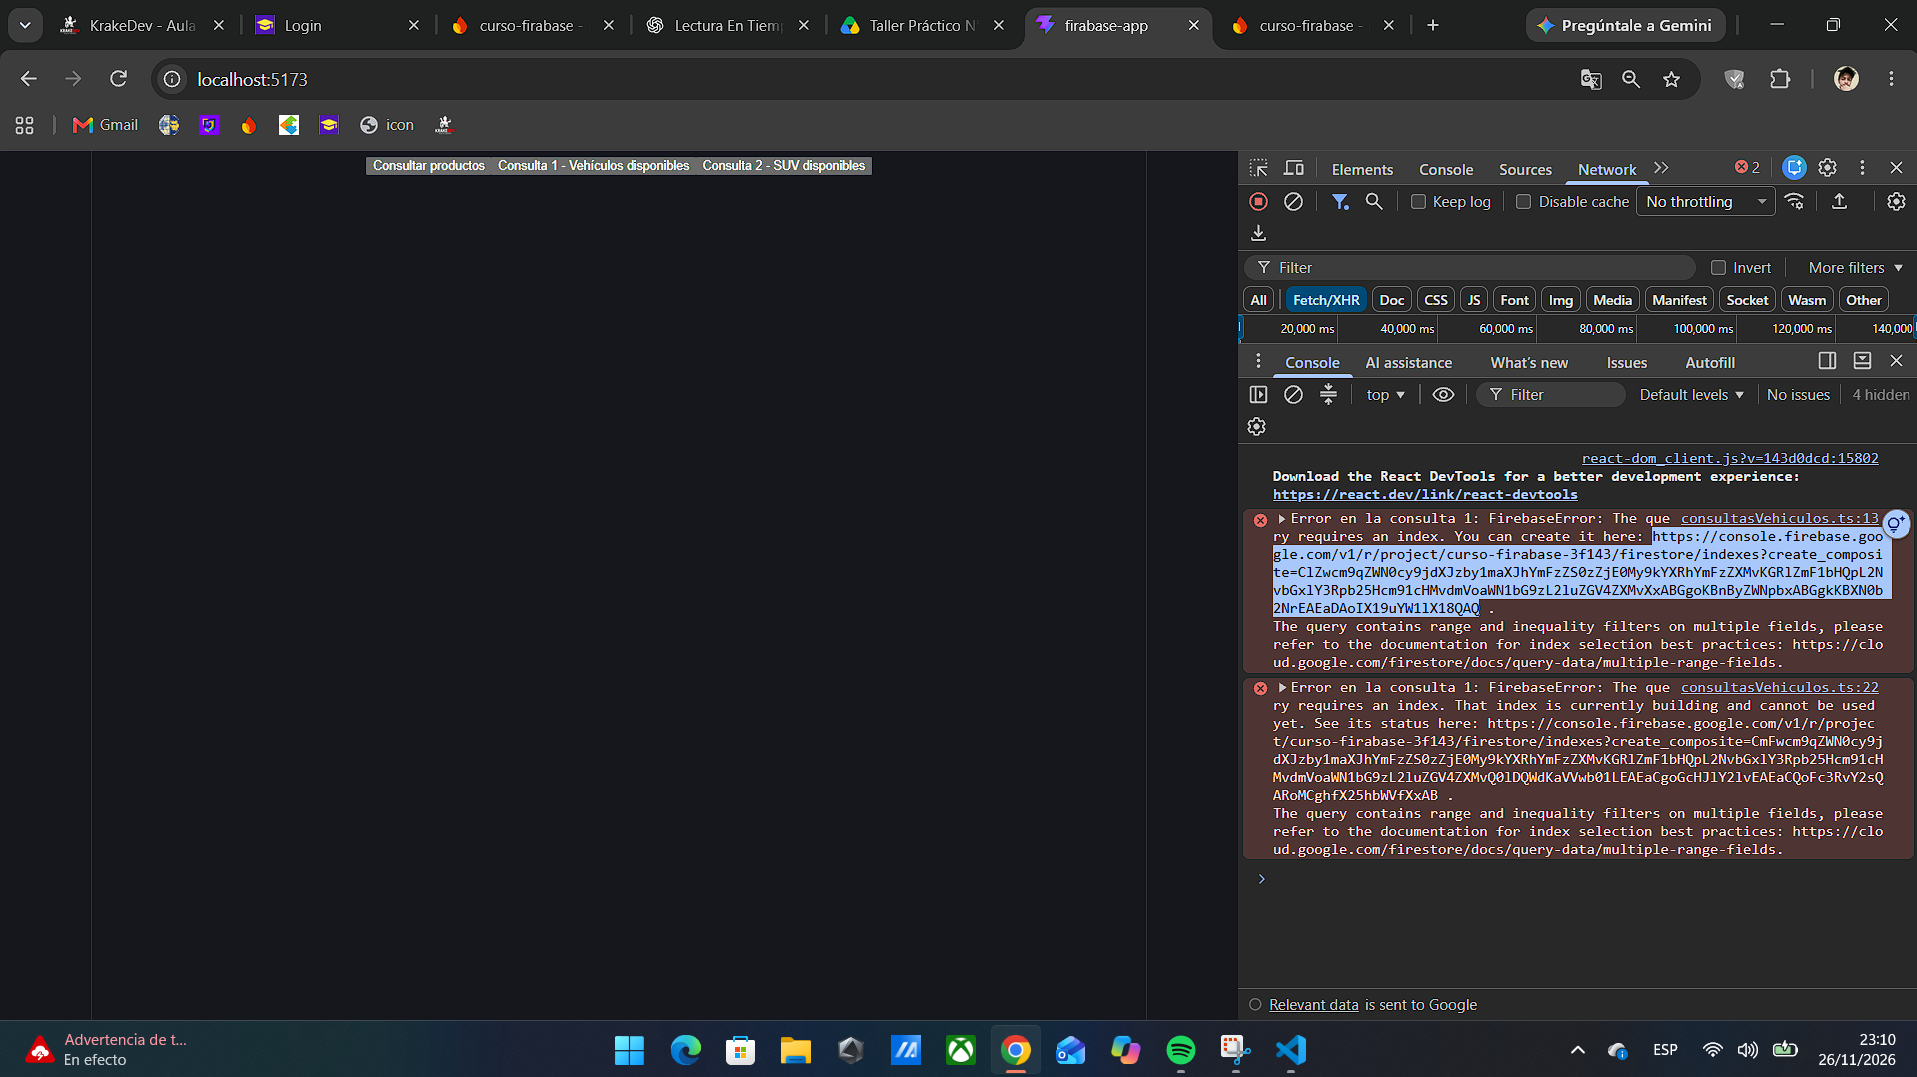 KrakeDev - Aula
Login
curso-firabase -
Lectura En Tiemp
Taller Práctico N
firabase-app
curso-firabase -
Pregúntale a Gemini
localhost:5173
Gmail
icon
Consultar productos
Consulta 1 - Vehículos disponibles
Consulta 2 - SUV disponibles
Elements
Console
Sources
Network
2
Keep log
Disable cache
No throttling
Filter
Invert
More filters
All
Fetch/XHR
Doc
CSS
JS
Font
Img
Media
Manifest
Socket
Wasm
Other
20,000 ms
40,000 ms
60,000 ms
80,000 ms
100,000 ms
120,000 ms
140,000
Console
AI assistance
What's new
Issues
Autofill
top
Filter
Default levels
No issues
4 hidden
react-dom_client.js?v=143d0dcd:15802
Download the React DevTools for a better development experience:
https://react.dev/link/react-devtools
Error en la consulta 1: FirebaseError: The que consultasVehiculos.ts:13
ry requires an index. You can create it here: https://console.firebase.goo
gle.com/v1/r/project/curso-firabase-3f143/firestore/indexes?create_composi
te=ClZwcm9qZWN0cy9jdXJzby1maXJhYmFzZS0zZjE0My9kYXRhYmFzZXMvKGRlZmF1bHQpL2N
vbGxlY3Rpb25Hcm91cHMvdmVoaWN1bG9zL2luZGV4ZXMvXxABGgoKBnByZWNpbxABGgkKBXN0b
2NrEAEaDAoIX19uYW1lX18QAQ .
The query contains range and inequality filters on multiple fields, please
refer to the documentation for index selection best practices: https://clo
ud.google.com/firestore/docs/query-data/multiple-range-fields.
Error en la consulta 1: FirebaseError: The que consultasVehiculos.ts:22
ry requires an index. That index is currently building and cannot be used
yet. See its status here: https://console.firebase.google.com/v1/r/projec
t/curso-firabase-3f143/firestore/indexes?create_composite=CmFwcm9qZWN0cy9j
dXJzby1maXJhYmFzZS0zZjE0My9kYXRhYmFzZXMvKGRlZmF1bHQpL2NvbGxlY3Rpb25Hcm91cH
MvdmVoaWN1bG9zL2luZGV4ZXMvQ0lDQWdKaVVwb01LEAEaCgoGcHJlY2lvEAEaCQoFc3RvY2sQ
ARoMCghfX25hbWVfXxAB .
The query contains range and inequality filters on multiple fields, please
refer to the documentation for index selection best practices: https://clo
ud.google.com/firestore/docs/query-data/multiple-range-fields.
Relevant data is sent to Google
Advertencia de t...
En efecto
ESP
23:10
26/11/2026